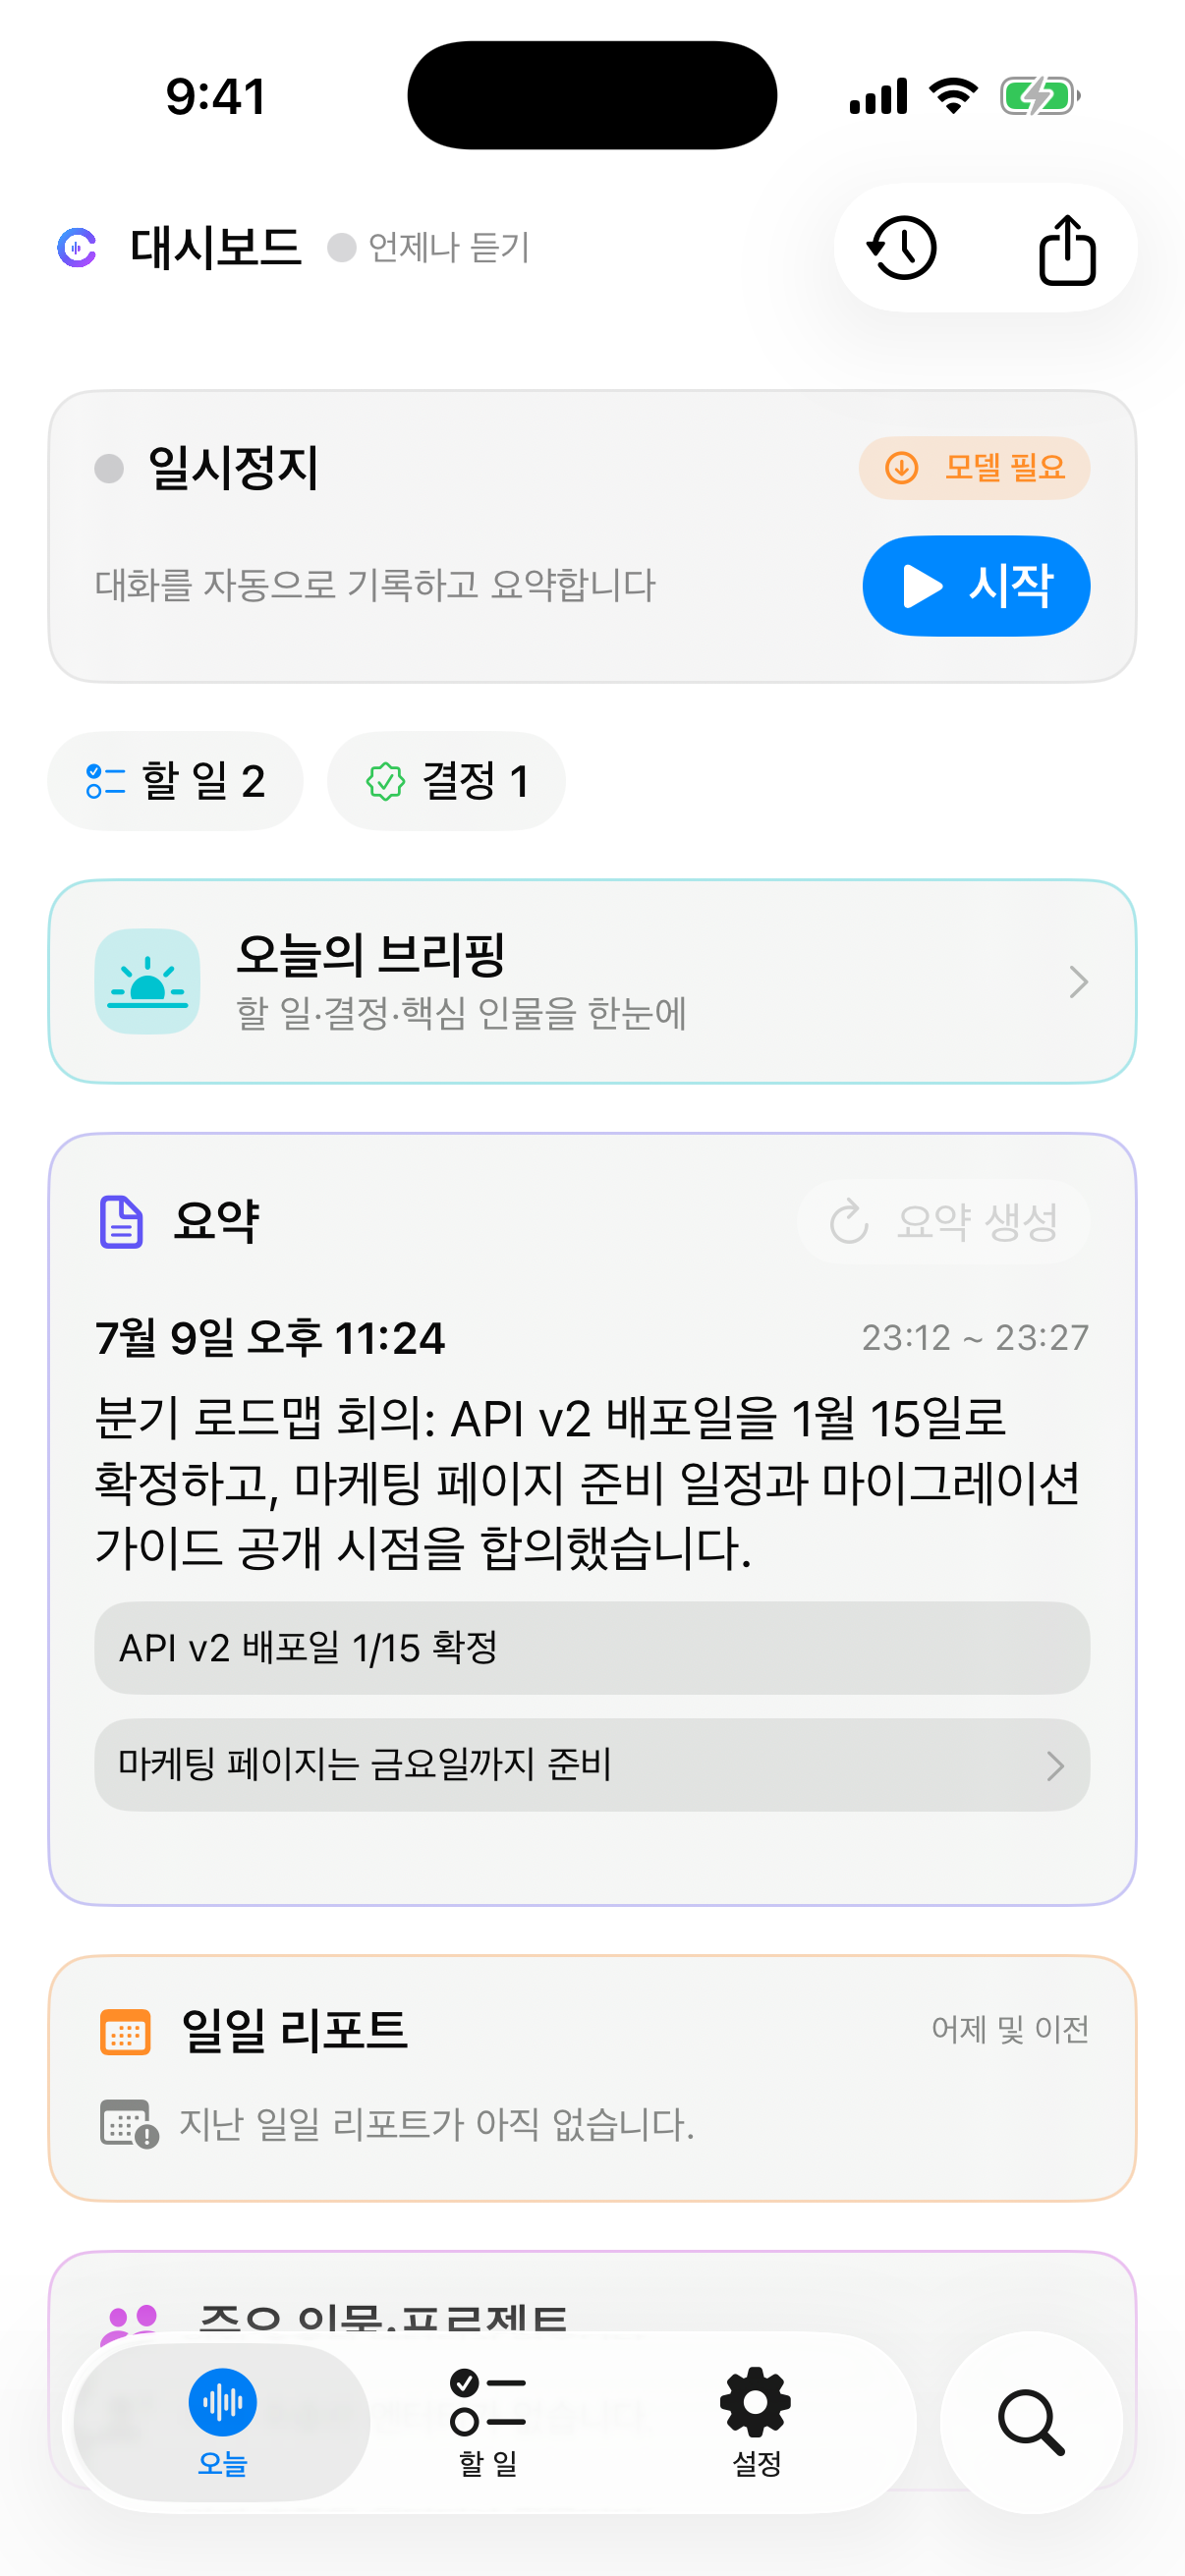 9:41
대시보드
언제나 듣기
일시정지
모델 필요
대화를 자동으로 기록하고 요약합니다
시작
할 일 2
결정 1
오늘의 브리핑
할 일·결정·핵심 인물을 한눈에
요약
요약 생성
7월 9일 오후 11:24
23:12 ~ 23:27
분기 로드맵 회의: API v2 배포일을 1월 15일로
확정하고, 마케팅 페이지 준비 일정과 마이그레이션
가이드 공개 시점을 합의했습니다.
API v2 배포일 1/15 확정
마케팅 페이지는 금요일까지 준비
일일 리포트
어제 및 이전
지난 일일 리포트가 아직 없습니다.
주요 인물·프로젝트
오늘
할 일
설정